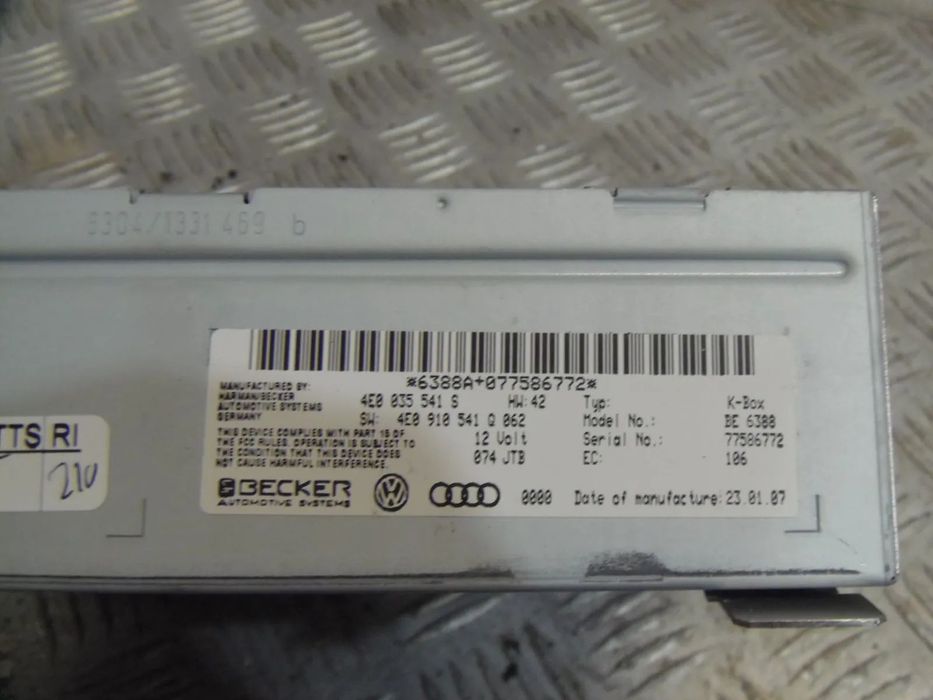 6304/1331 469 b
*6388A+077586772*
MANUFACTURED BY:
HARMAN/BECKER
AUTOMOTIVE SYSTEMS
GERMANY
4E0 035 541 S HW: 42
SW: 4E0 910 541 Q 062
THIS DEVICE COMPLIES WITH PART 15 OF
THE FCC RULES. OPERATION IS SUBJECT TO
THE CONDITION THAT THIS DEVICE DOES
NOT CAUSE HARMFUL INTERFERENCE.
12 Volt
074 JTB
Typ: K-Box
Model No.: BE 6388
Serial No.: 77586772
EC: 106
BECKER
AUTOMOTIVE SYSTEMS
0000 Date of manufacture: 23.01.07
TTS RI
210